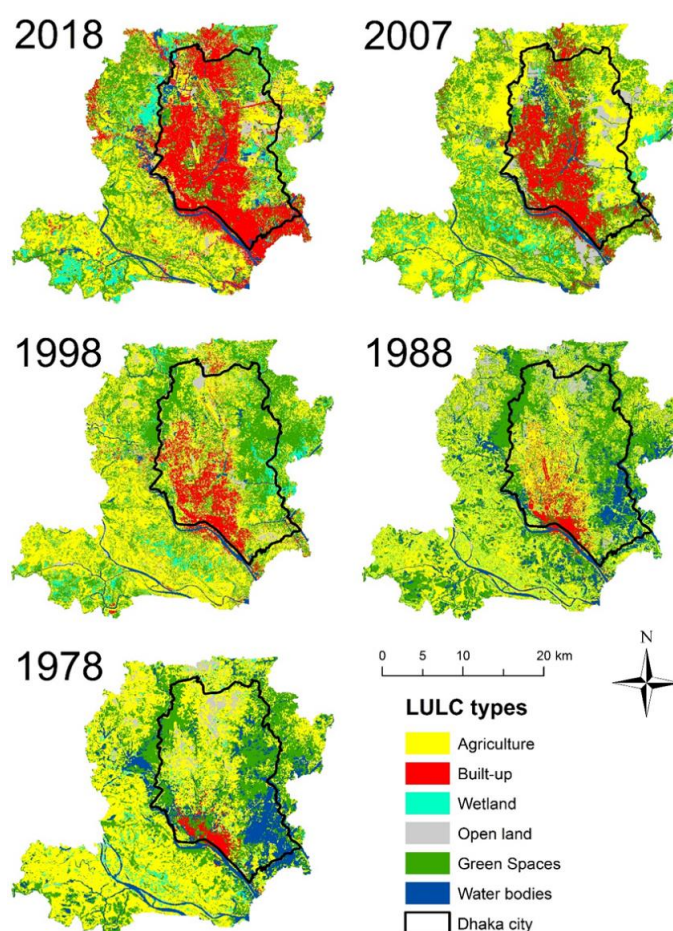 2018
2007
1998
1988
1978
N
0 5 10 20 km
LULC types
Agriculture
Built-up
Wetland
Open land
Green Spaces
Water bodies
Dhaka city